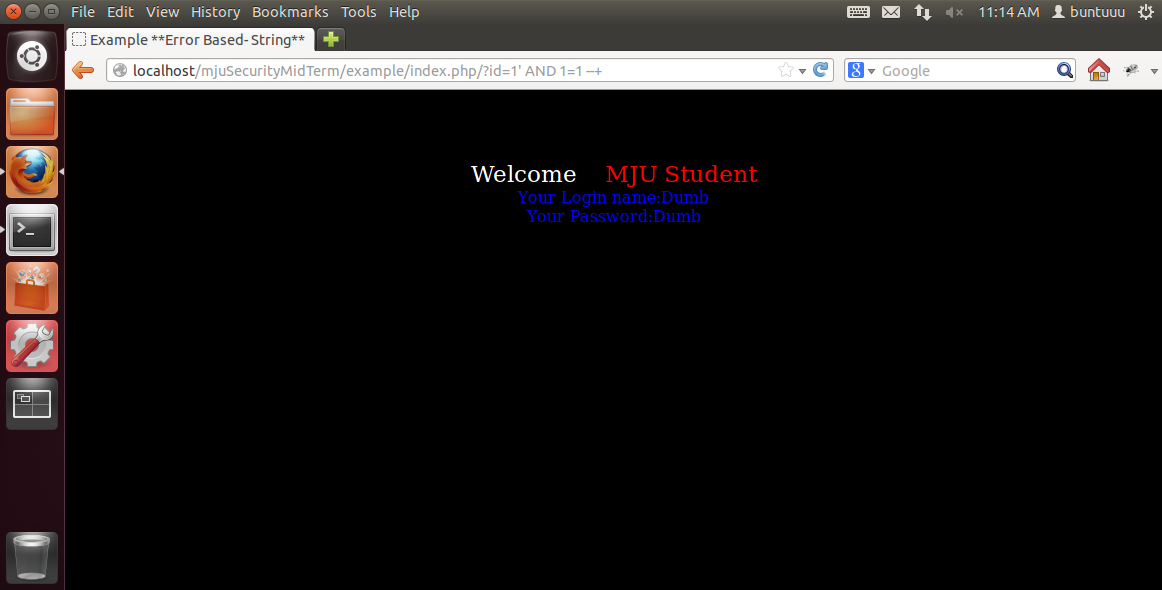 File Edit View History Bookmarks Tools Help 11:14 AM buntuuu
Example **Error Based- String**
localhost/mjuSecurityMidTerm/example/index.php/?id=1' AND 1=1 --+ Google
Welcome MJU Student
Your Login name:Dumb
Your Password:Dumb